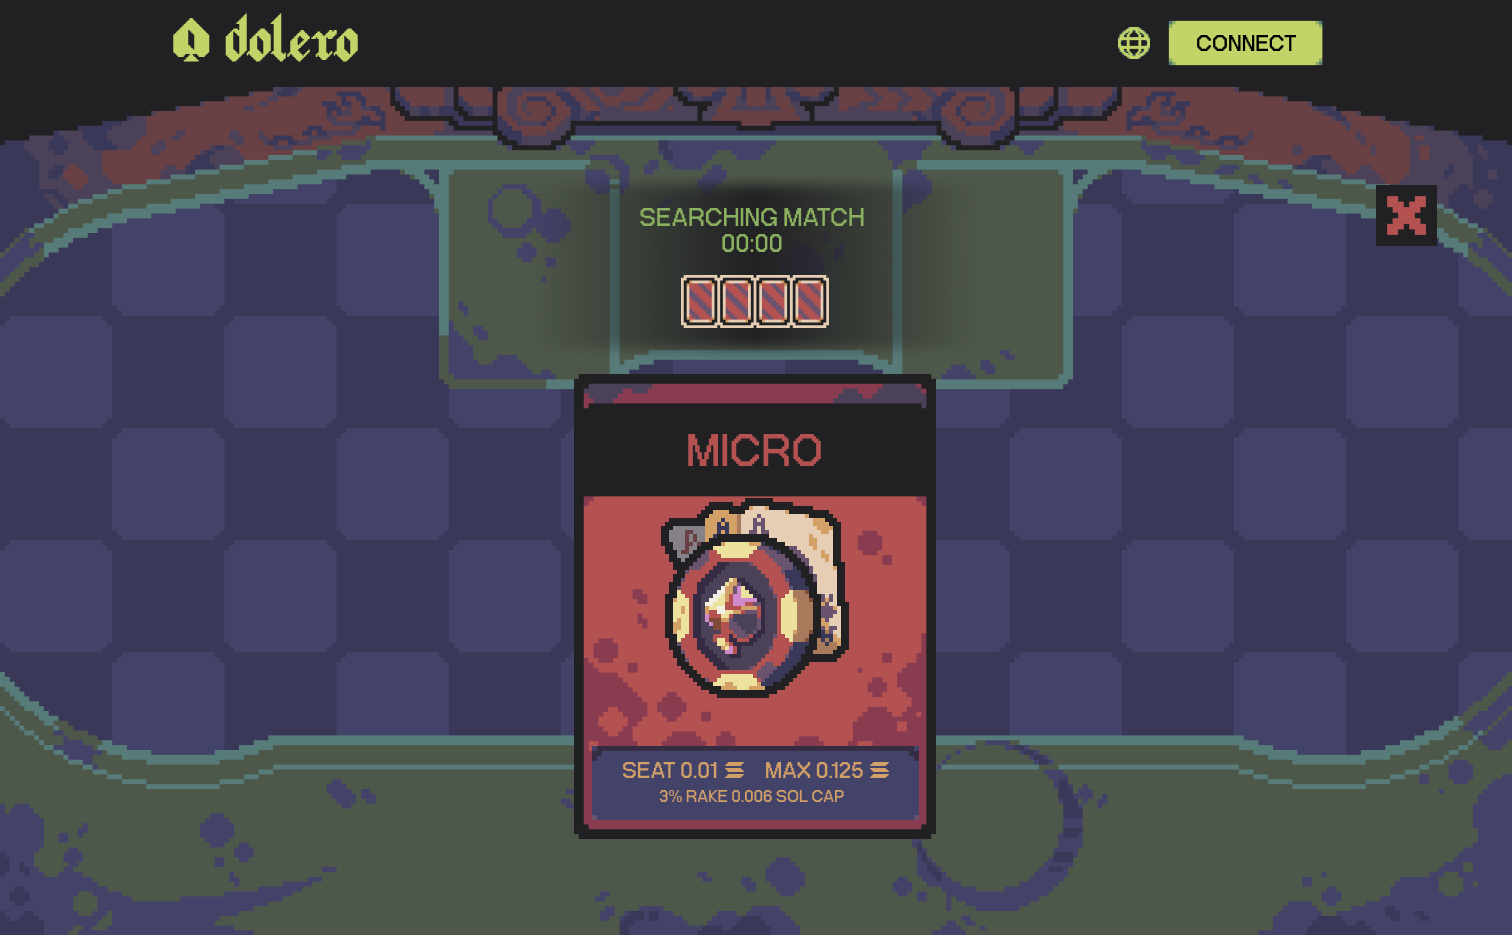 dolero
CONNECT
SEARCHING MATCH
00:00
MICRO
A A A
SEAT 0.01 MAX 0.125
3% RAKE 0.006 SOL CAP